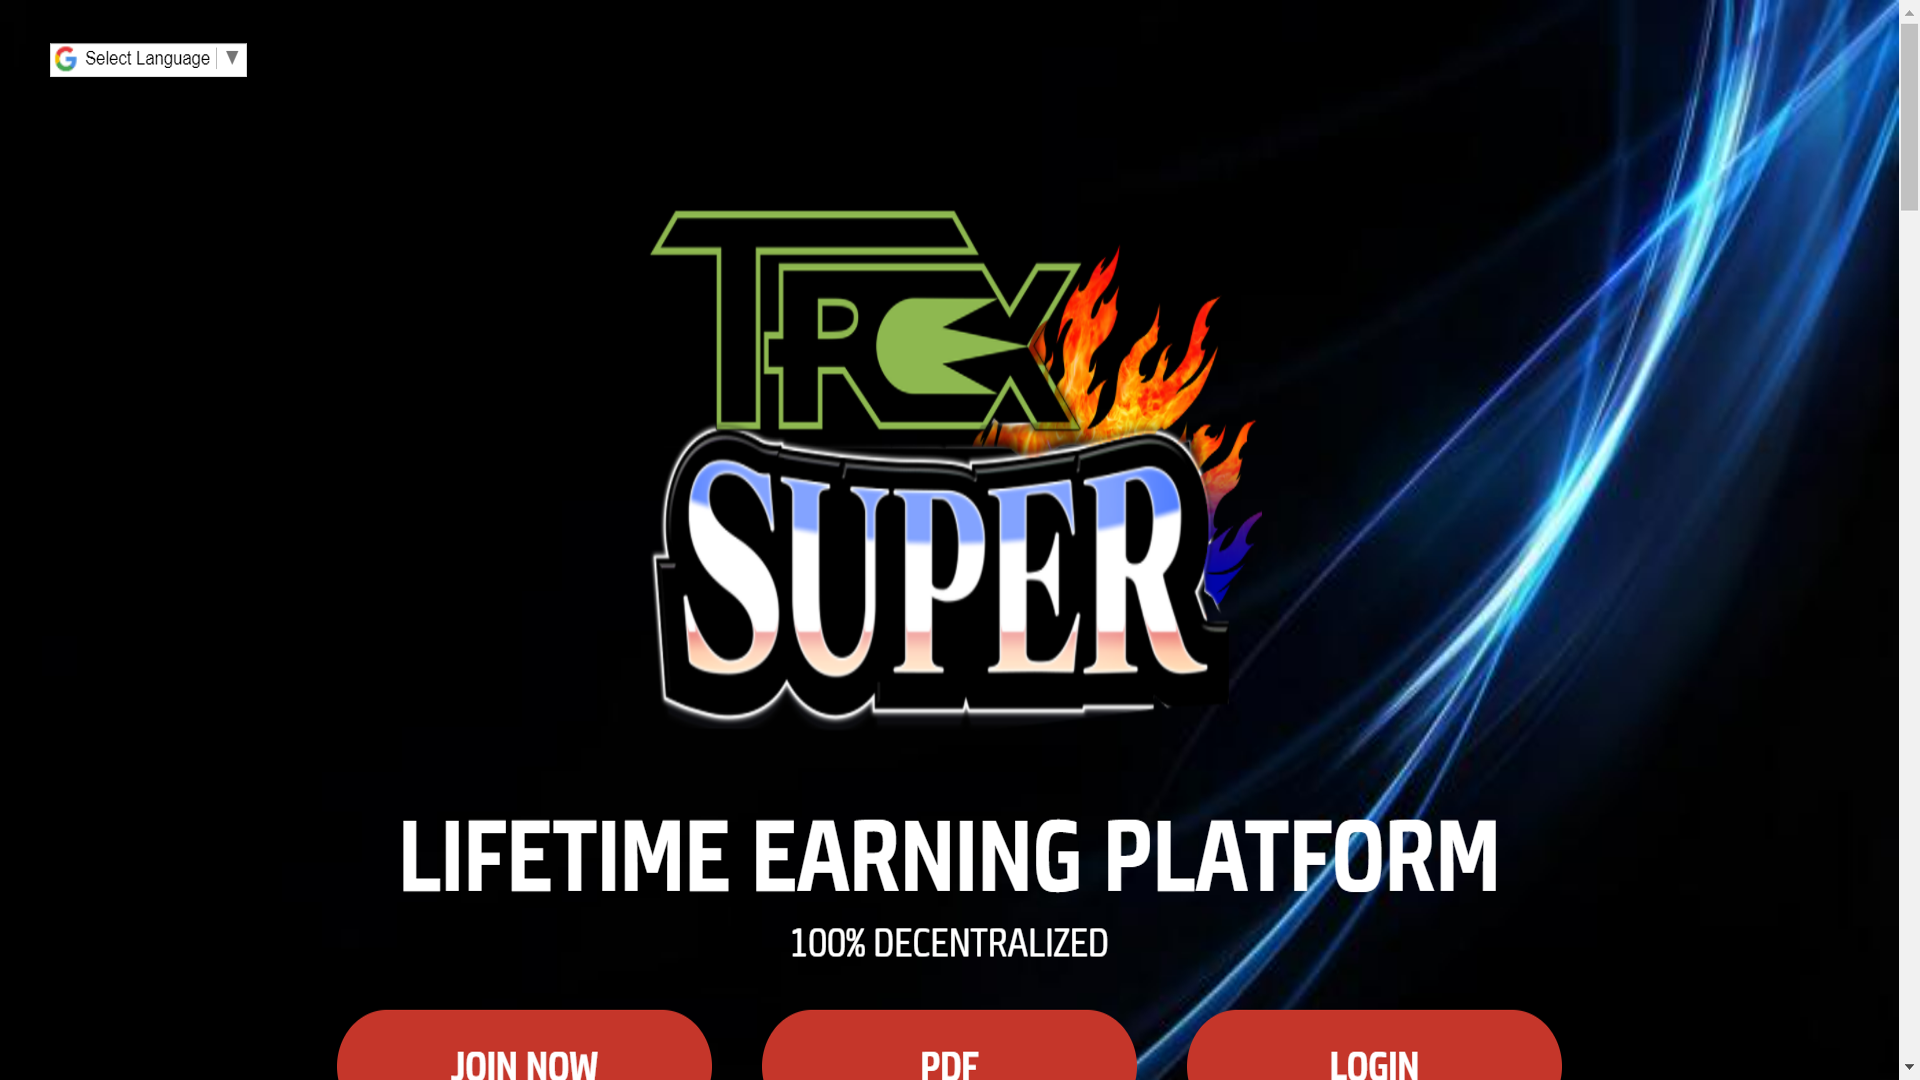 Select Language ▼
TRX
SUPER
LIFETIME EARNING PLATFORM
100% DECENTRALIZED
JOIN NOW
PDF
LOGIN